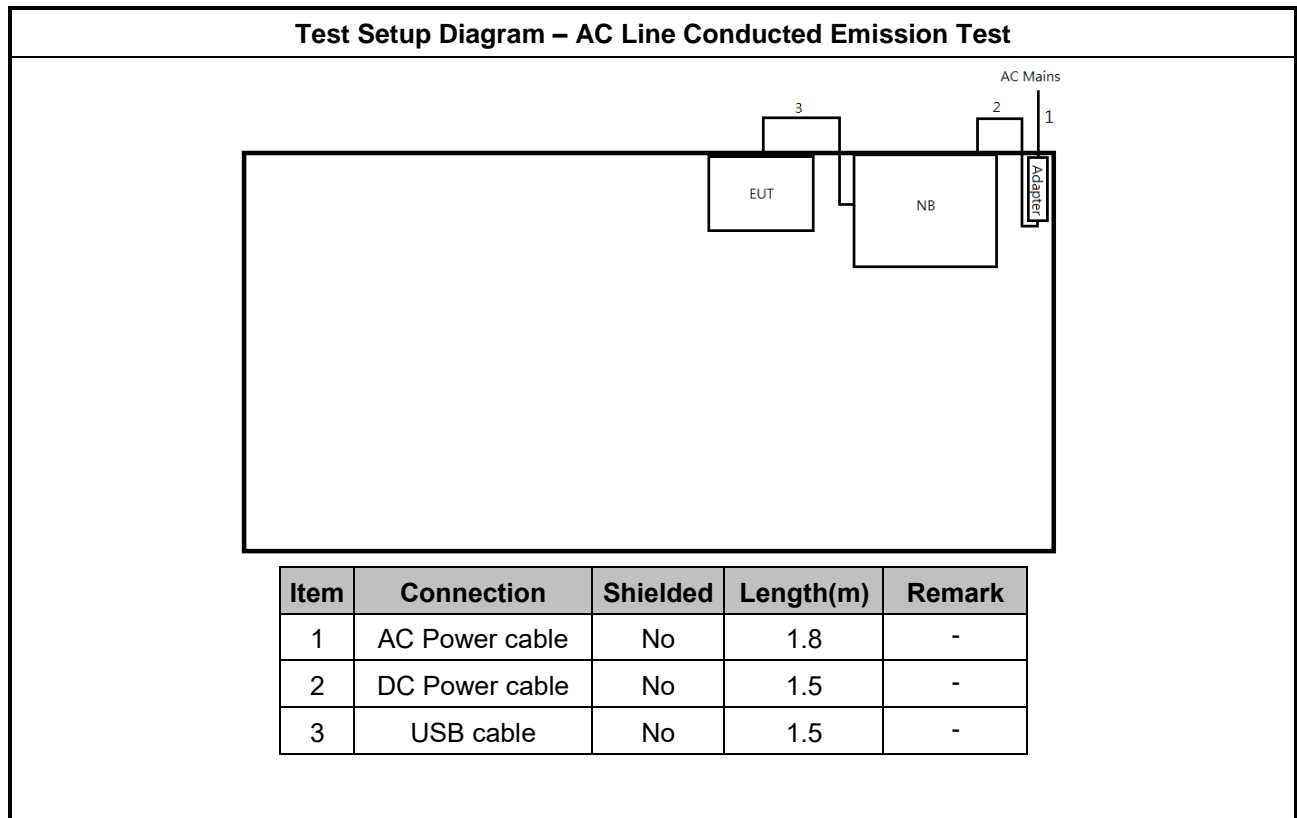 Test Setup Diagram – AC Line Conducted Emission Test
AC Mains
3
2
1
Adapter
EUT
NB
Item Connection Shielded Length(m) Remark
1 AC Power cable No 1.8 -
2 DC Power cable No 1.5 -
3 USB cable No 1.5 -